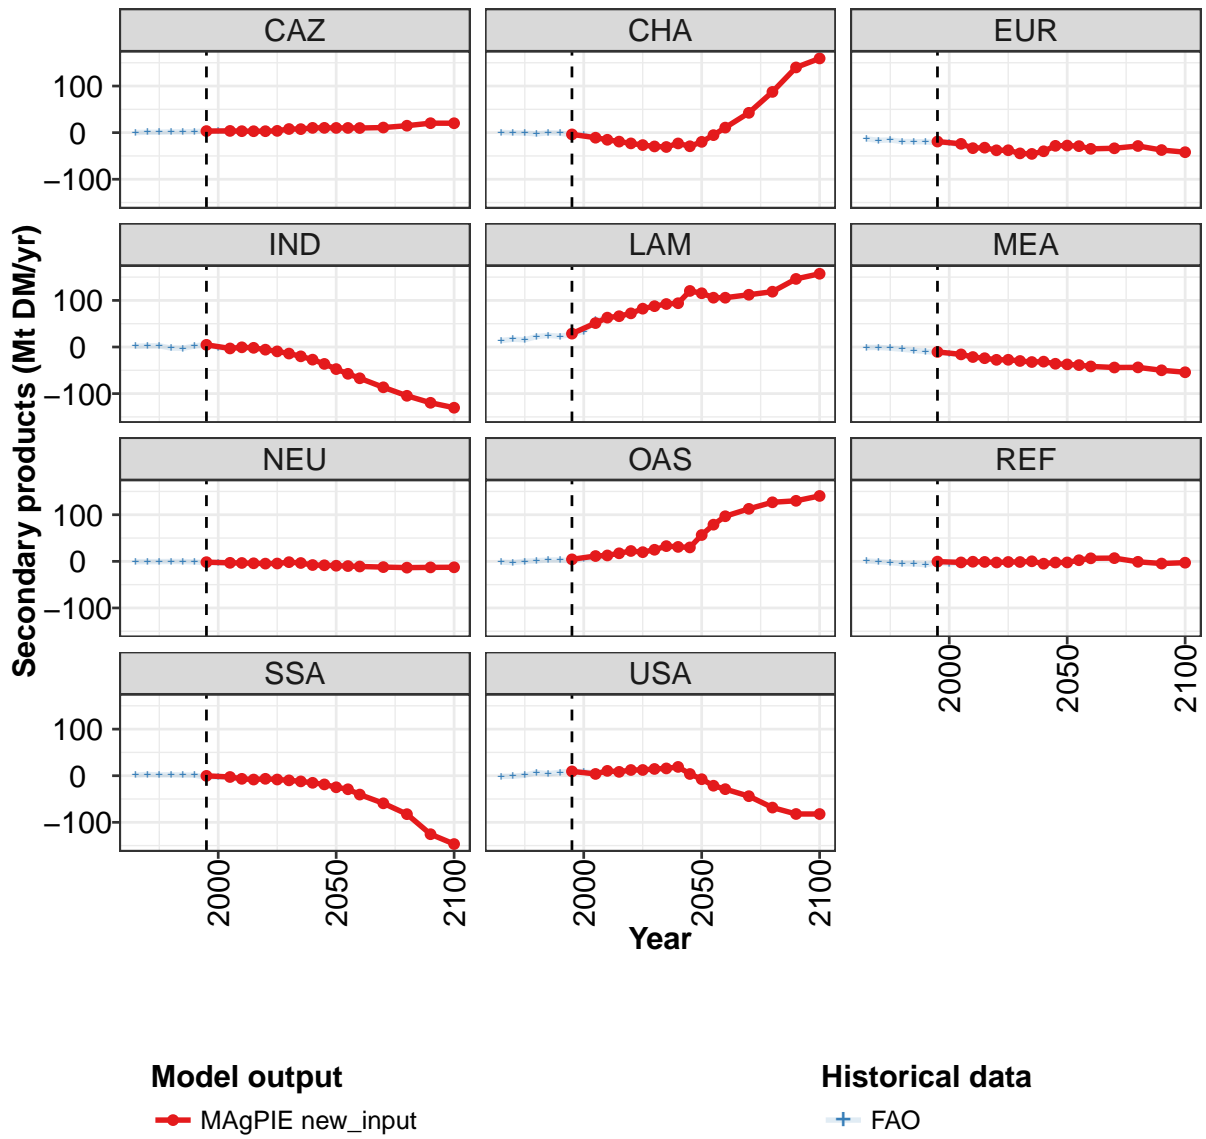 CAZ CHA EUR
100
0
−100
IND LAM MEA
100
0
−100
NEU OAS REF
100
0
−100
2000 2050 2100
SSA USA
100
0
−100
2000 2050 2100 2000 2050 2100
Secondary products (Mt DM/yr)
Year
Model output Historical data
MAgPIE new_input FAO